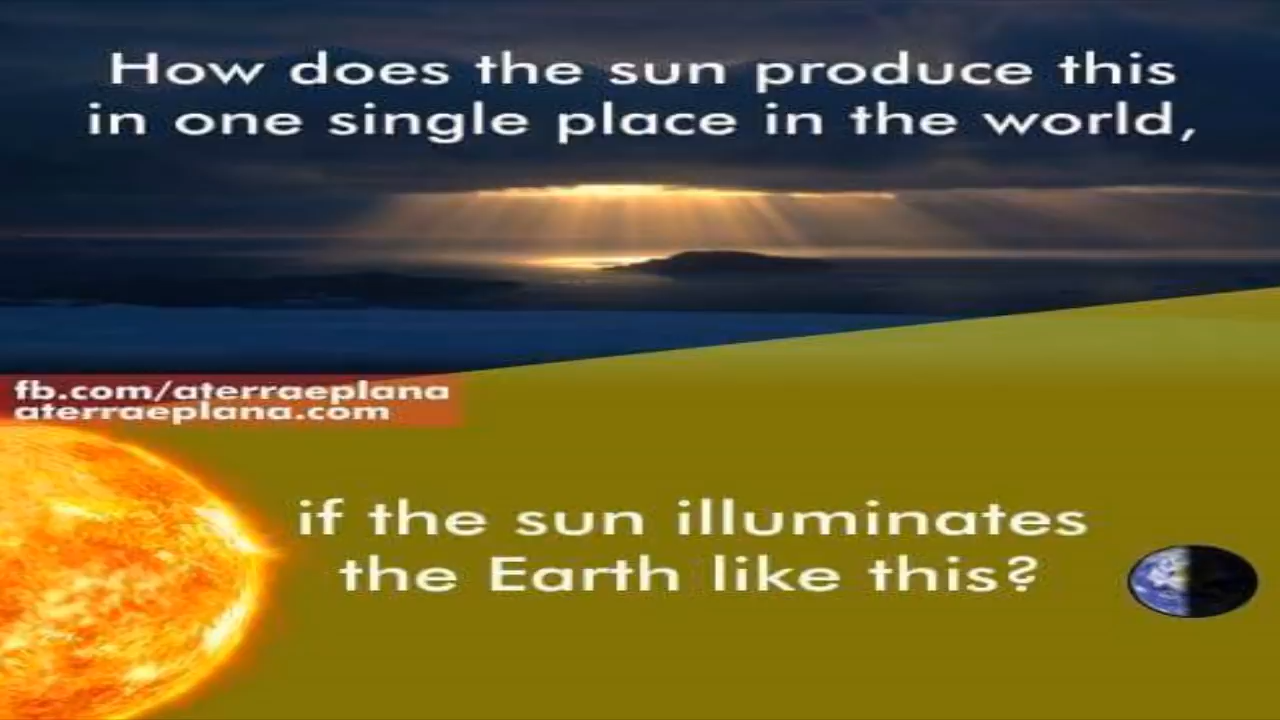 How does the sun produce this
in one single place in the world,
fb.com/aterraeplana
aterraeplana.com
if the sun illuminates
the Earth like this?